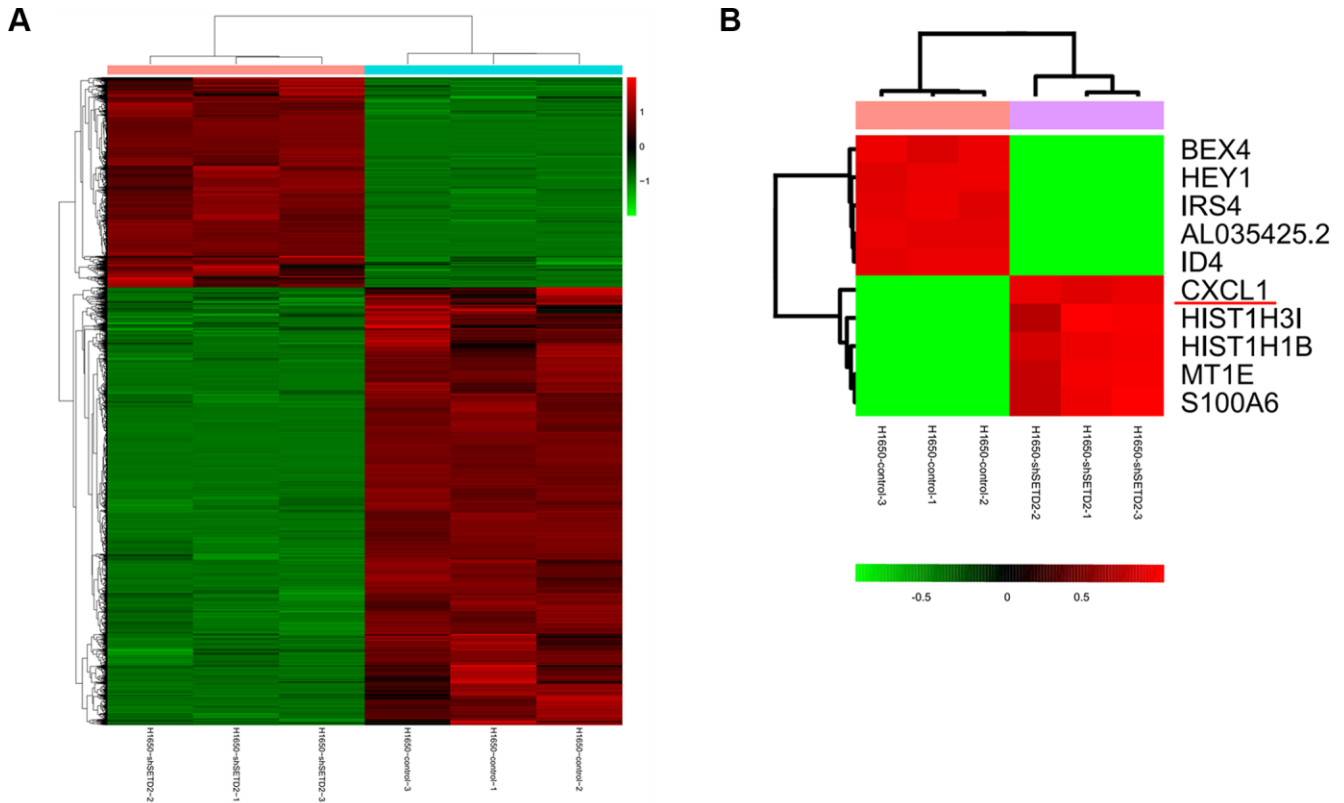 A
1
0
−1
H1650−shSETD2−2
H1650−shSETD2−1
H1650−shSETD2−3
H1650−control−3
H1650−control−1
H1650−control−2
B
BEX4
HEY1
IRS4
AL035425.2
ID4
CXCL1
HIST1H3I
HIST1H1B
MT1E
S100A6
H1650-control-3
H1650-control-1
H1650-control-2
H1650-shSETD2-2
H1650-shSETD2-1
H1650-shSETD2-3
-0.5 0 0.5